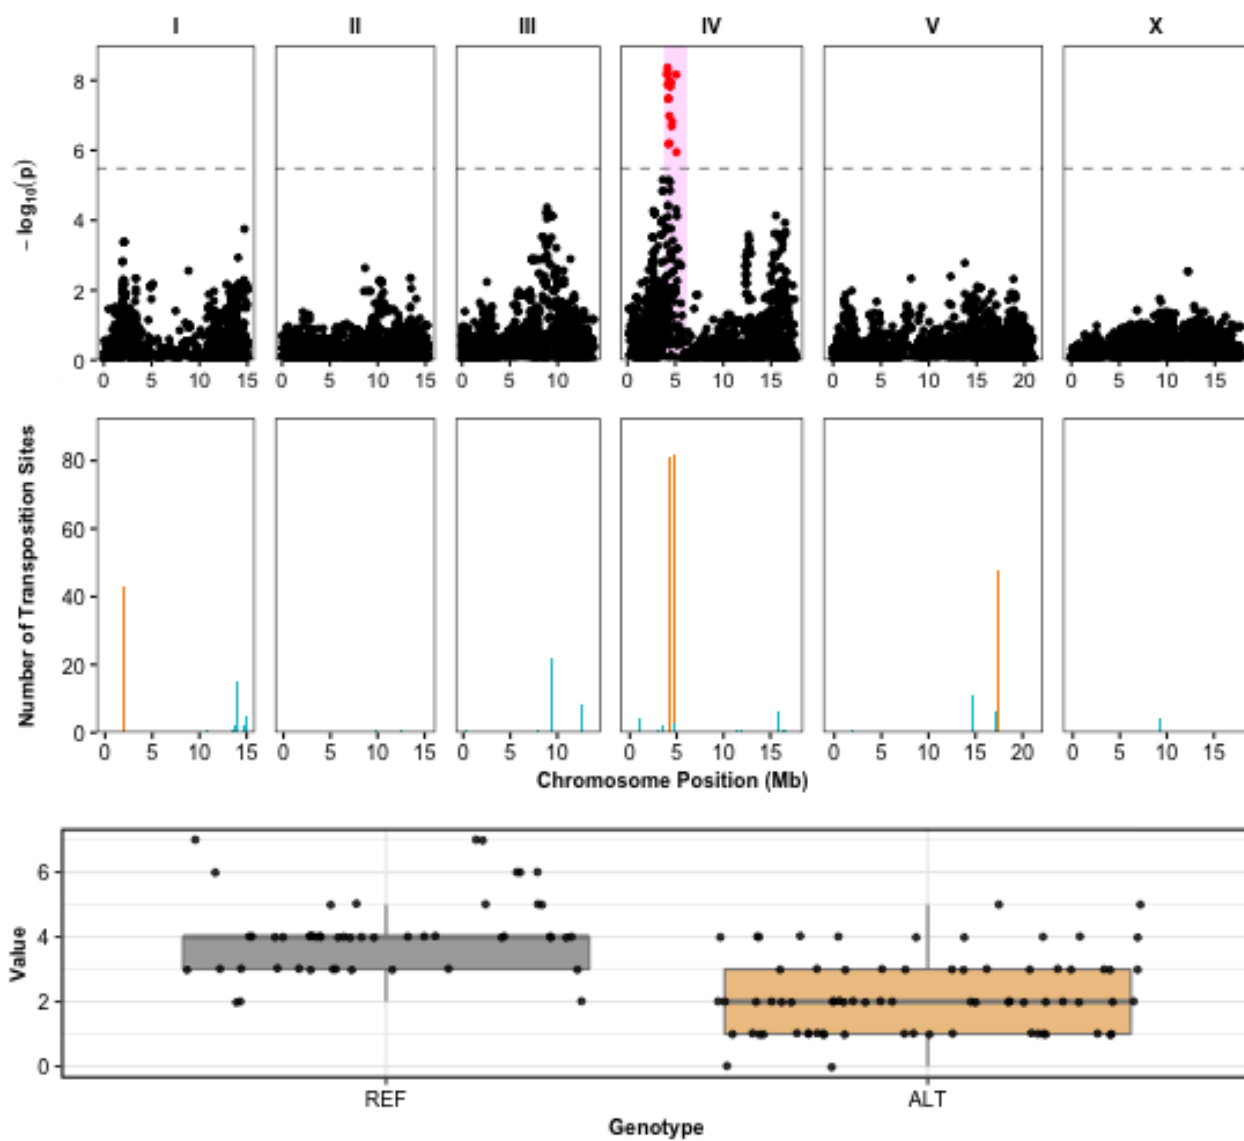 I II III IV V X
8
6
4
2
0
− log10(p)
0 5 10 15 0 5 10 15 0 5 10 0 5 10 15 0 5 10 15 20 0 5 10 15
80
60
40
20
0
Number of Transposition Sites
0 5 10 15 0 5 10 15 0 5 10 0 5 10 15 0 5 10 15 20 0 5 10 15
Chromosome Position (Mb)
6
4
2
0
Value
REF ALT
Genotype